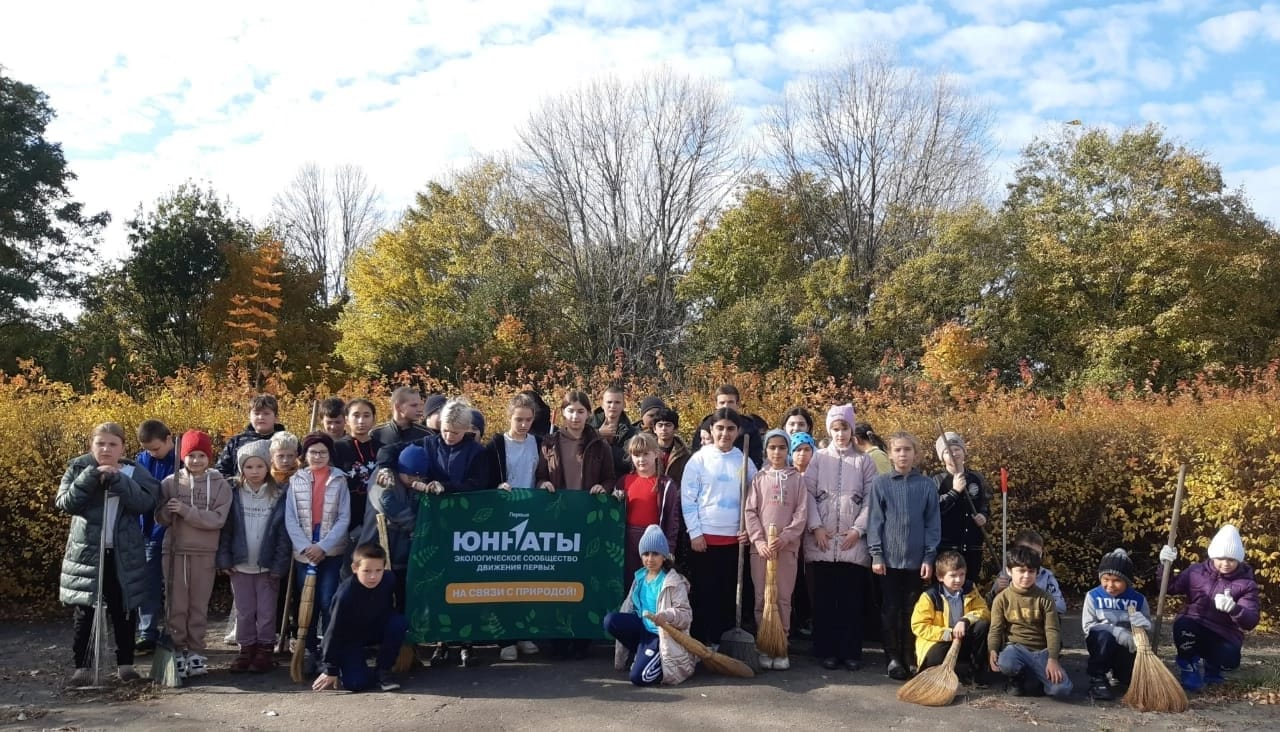 Первые
ЮННАТЫ
ЭКОЛОГИЧЕСКОЕ СООБЩЕСТВО
ДВИЖЕНИЯ ПЕРВЫХ
НА СВЯЗИ С ПРИРОДОЙ!
TOKYO